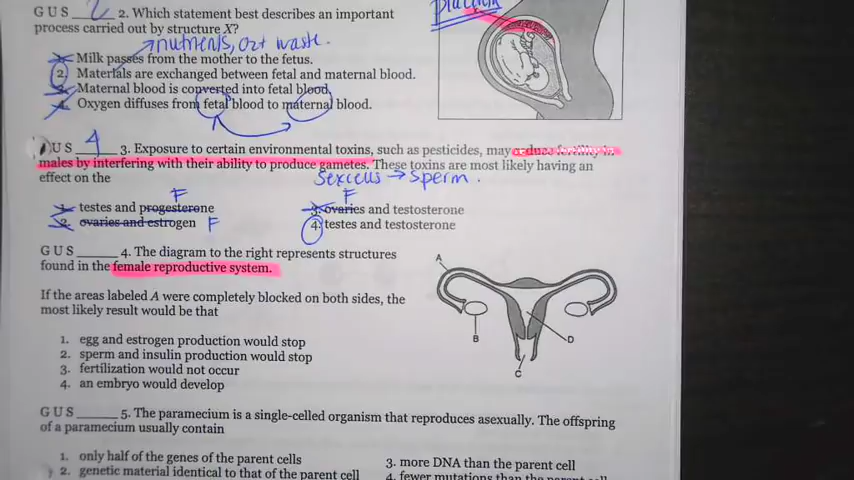 placenta
G U S 2 2. Which statement best describes an important
process carried out by structure X?
nutrients, O2+ waste.
1. Milk passes from the mother to the fetus.
2. Materials are exchanged between fetal and maternal blood.
3. Maternal blood is converted into fetal blood.
4. Oxygen diffuses from fetal blood to maternal blood.
U S 4 3. Exposure to certain environmental toxins, such as pesticides, may reduce fertility in
males by interfering with their ability to produce gametes. These toxins are most likely having an
effect on the
sex cells → sperm.
F F
1. testes and progesterone 3. ovaries and testosterone
2. ovaries and estrogen F 4. testes and testosterone
G U S ______ 4. The diagram to the right represents structures
found in the female reproductive system.
If the areas labeled A were completely blocked on both sides, the
most likely result would be that
1. egg and estrogen production would stop
2. sperm and insulin production would stop
3. fertilization would not occur
4. an embryo would develop
A
B
D
C
G U S ______ 5. The paramecium is a single-celled organism that reproduces asexually. The offspring
of a paramecium usually contain
1. only half of the genes of the parent cells 3. more DNA than the parent cell
2. genetic material identical to that of the parent cell 4. fewer mutations than the parent cell